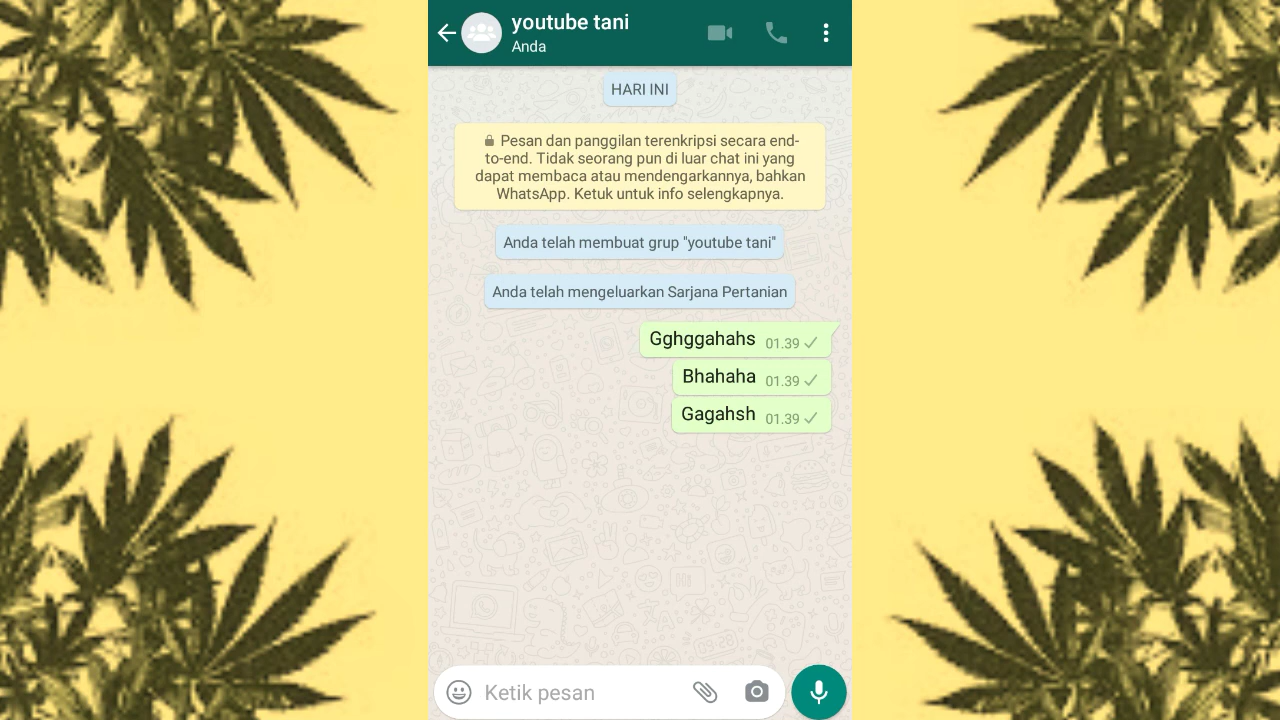 youtube tani
Anda
HARI INI
Pesan dan panggilan terenkripsi secara end-
to-end. Tidak seorang pun di luar chat ini yang
dapat membaca atau mendengarkannya, bahkan
WhatsApp. Ketuk untuk info selengkapnya.
Anda telah membuat grup "youtube tani"
Anda telah mengeluarkan Sarjana Pertanian
Gghggahahs 01.39
Bhahaha 01.39
Gagahsh 01.39
Ketik pesan